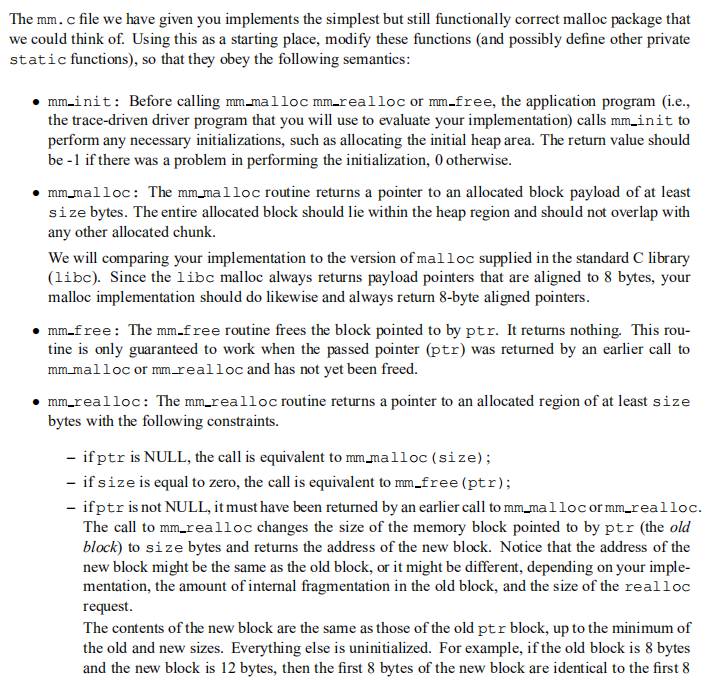 The mm.c file we have given you implements the simplest but still functionally correct malloc package that
we could think of. Using this as a starting place, modify these functions (and possibly define other private
static functions), so that they obey the following semantics:
• mm_init: Before calling mm_malloc mm_realloc or mm_free, the application program (i.e.,
the trace-driven driver program that you will use to evaluate your implementation) calls mm_init to
perform any necessary initializations, such as allocating the initial heap area. The return value should
be -1 if there was a problem in performing the initialization, 0 otherwise.
• mm_malloc: The mm_malloc routine returns a pointer to an allocated block payload of at least
size bytes. The entire allocated block should lie within the heap region and should not overlap with
any other allocated chunk.
We will comparing your implementation to the version of malloc supplied in the standard C library
(libc). Since the libc malloc always returns payload pointers that are aligned to 8 bytes, your
malloc implementation should do likewise and always return 8-byte aligned pointers.
• mm_free: The mm_free routine frees the block pointed to by ptr. It returns nothing. This rou-
tine is only guaranteed to work when the passed pointer (ptr) was returned by an earlier call to
mm_malloc or mm_realloc and has not yet been freed.
• mm_realloc: The mm_realloc routine returns a pointer to an allocated region of at least size
bytes with the following constraints.
– if ptr is NULL, the call is equivalent to mm_malloc(size);
– if size is equal to zero, the call is equivalent to mm_free(ptr);
– if ptr is not NULL, it must have been returned by an earlier call to mm_malloc or mm_realloc.
The call to mm_realloc changes the size of the memory block pointed to by ptr (the old
block) to size bytes and returns the address of the new block. Notice that the address of the
new block might be the same as the old block, or it might be different, depending on your imple-
mentation, the amount of internal fragmentation in the old block, and the size of the realloc
request.
The contents of the new block are the same as those of the old ptr block, up to the minimum of
the old and new sizes. Everything else is uninitialized. For example, if the old block is 8 bytes
and the new block is 12 bytes, then the first 8 bytes of the new block are identical to the first 8